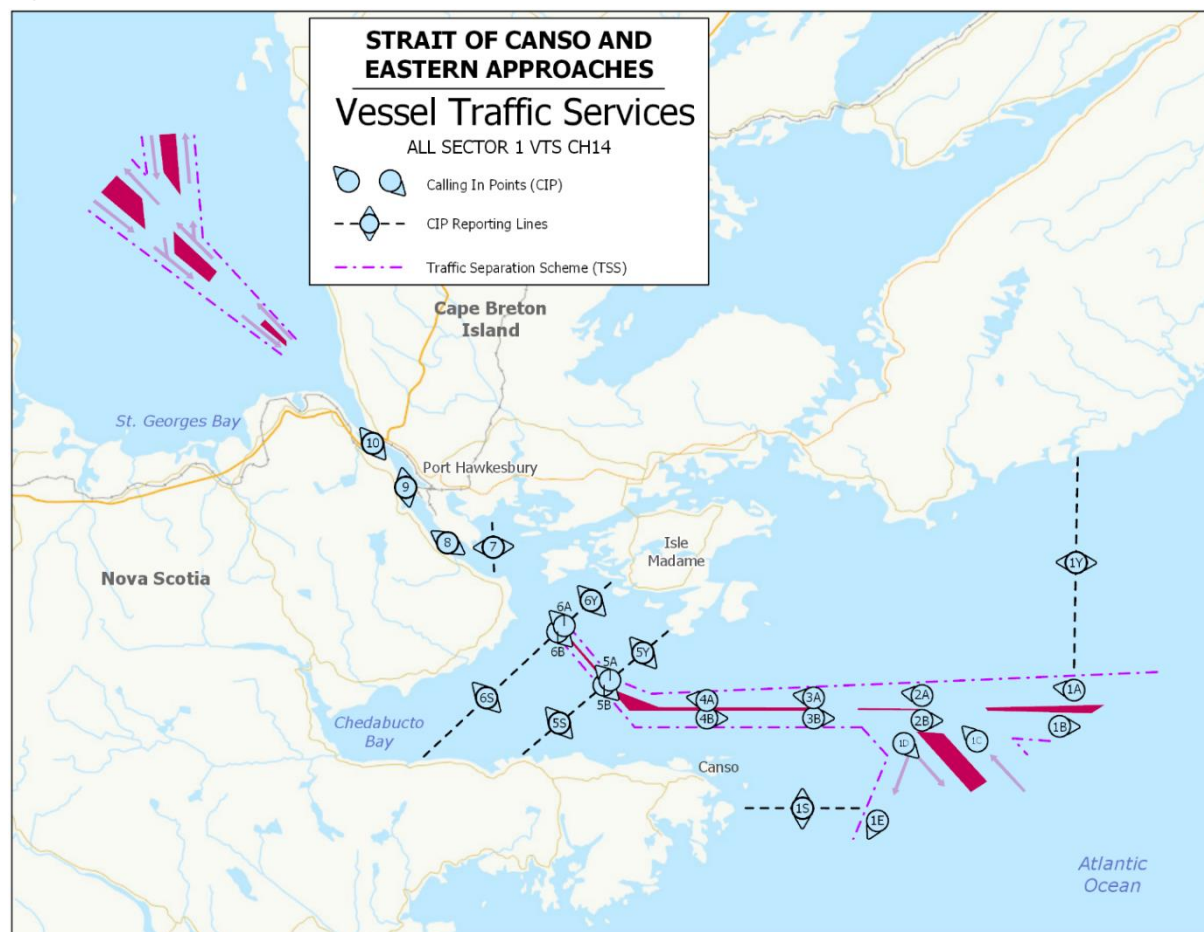 STRAIT OF CANSO AND
EASTERN APPROACHES
Vessel Traffic Services
ALL SECTOR 1 VTS CH14
Calling In Points (CIP)
CIP Reporting Lines
Traffic Separation Scheme (TSS)
Cape Breton
Island
St. Georges Bay
10
Port Hawkesbury
9
8
7
Isle
Madame
Nova Scotia
1Y
6A
6Y
6B
5A
5Y
5B
6S
5S
4A
3A
2A
1A
4B
3B
2B
1B
1D
1C
Chedabucto
Bay
Canso
1S
1E
Atlantic
Ocean